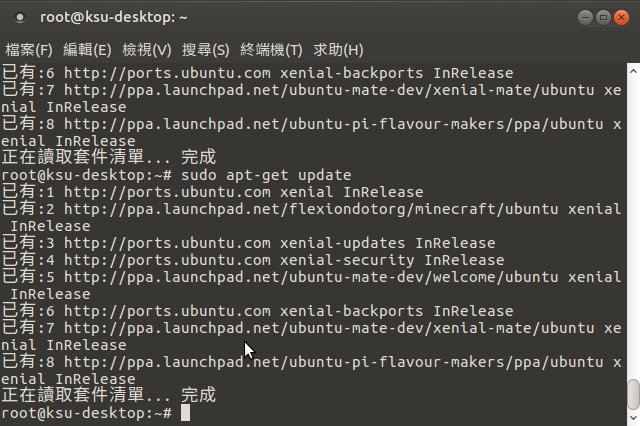 root@ksu-desktop: ~
檔案(F) 編輯(E) 檢視(V) 搜尋(S) 終端機(T) 求助(H)
已有:6 http://ports.ubuntu.com xenial-backports InRelease
已有:7 http://ppa.launchpad.net/ubuntu-mate-dev/xenial-mate/ubuntu xe
nial InRelease
已有:8 http://ppa.launchpad.net/ubuntu-pi-flavour-makers/ppa/ubuntu x
enial InRelease
正在讀取套件清單... 完成
root@ksu-desktop:~# sudo apt-get update
已有:1 http://ports.ubuntu.com xenial InRelease
已有:2 http://ppa.launchpad.net/flexiondotorg/minecraft/ubuntu xenial
 InRelease
已有:3 http://ports.ubuntu.com xenial-updates InRelease
已有:4 http://ports.ubuntu.com xenial-security InRelease
已有:5 http://ppa.launchpad.net/ubuntu-mate-dev/welcome/ubuntu xenial
 InRelease
已有:6 http://ports.ubuntu.com xenial-backports InRelease
已有:7 http://ppa.launchpad.net/ubuntu-mate-dev/xenial-mate/ubuntu xe
nial InRelease
已有:8 http://ppa.launchpad.net/ubuntu-pi-flavour-makers/ppa/ubuntu x
enial InRelease
正在讀取套件清單... 完成
root@ksu-desktop:~#